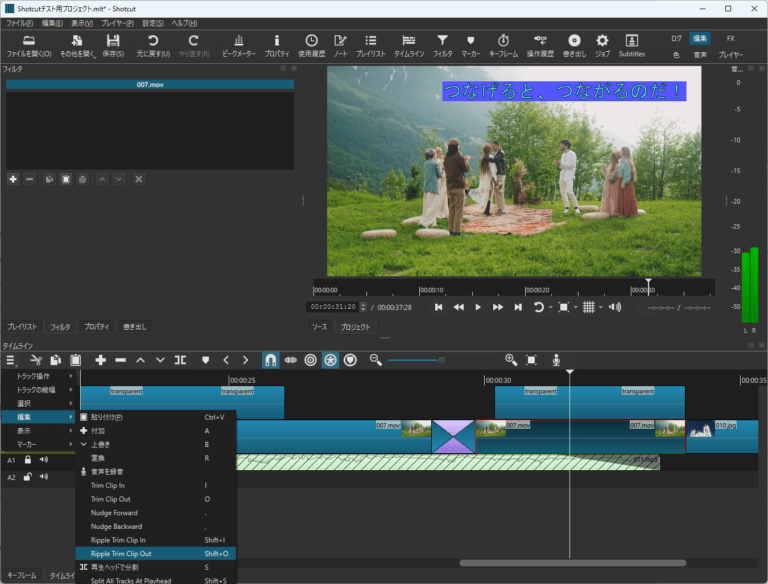 Shotcutテスト用プロジェクト.mlt* - Shotcut
ファイル(F) 編集(E) 表示(V) プレイヤー(P) 設定(S) ヘルプ(H)
ファイルを開く(O) その他を開く 保存(S) 元に戻す(U) やり直す(R) ピークメーター 情報 プロパティ 使用履歴 ノート プレイリスト タイムライン フィルタ マーカー キーフレーム 操作履歴 書き出し ジョブ Subtitles
ログ 編集 FX
色 音声 プレイヤー
フィルタ
007.mov
つなげると、つながるのだ！
音...
0
-5
-10
-15
-20
-25
-30
-35
-40
-50
L R
00:00:00 00:00:10 00:00:20 00:00:30
00:00:31:20 / 00:00:37:28
--:--:--:-- / --:--:--:--
プレイリスト フィルタ プロパティ 書き出し
ソース プロジェクト
タイムライン
トラック操作
トラックの縦幅
選択
編集
表示
マーカー
00:00:25 00:00:30 00:00:35
transparent transparent transparent transparent
007.mov 007.mov 007.mov 010.jpg
011.mp3
A1
A2
貼り付け(P) Ctrl+V
付加 A
上書き B
置換 R
音声を録音
Trim Clip In I
Trim Clip Out O
Nudge Forward .
Nudge Backward ,
Ripple Trim Clip In Shift+I
Ripple Trim Clip Out Shift+O
再生ヘッドで分割 S
Split All Tracks At Playhead Shift+S
キーフレーム タイムライン